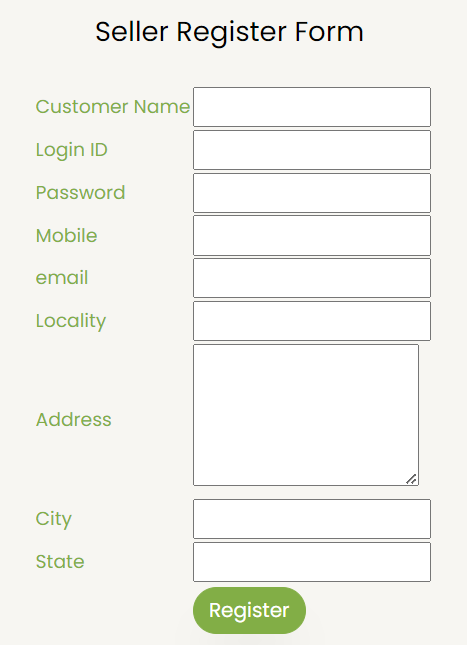 Seller Register Form
Customer Name
Login ID
Password
Mobile
email
Locality
Address
City
State
Register